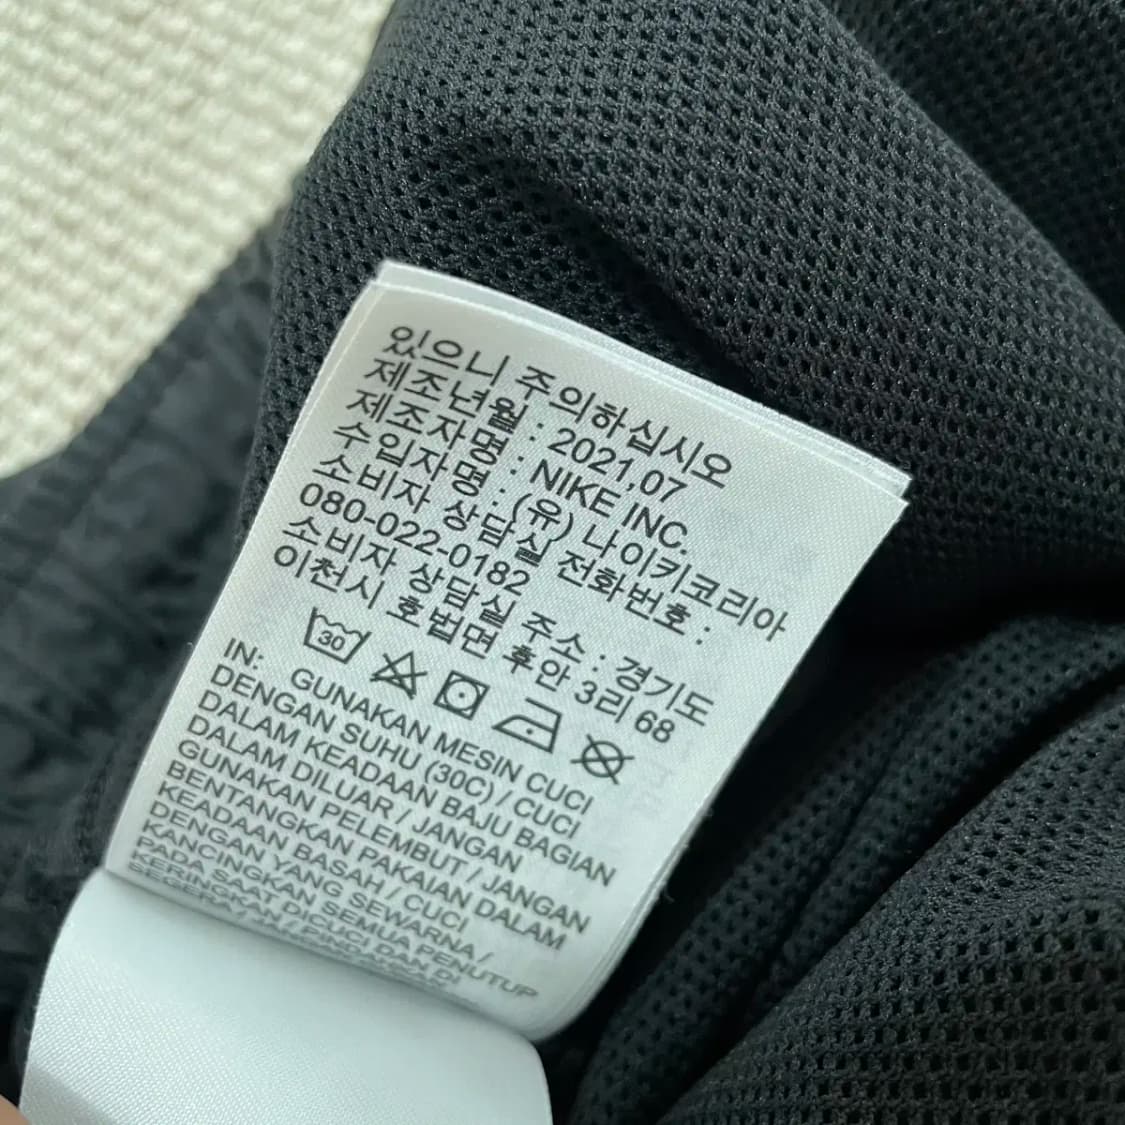 있으니 주의하십시오
제조년월 : 2021.07
제조자명 : NIKE INC.
수입자명 : (유) 나이키코리아
소비자 상담실 전화번호 :
080-022-0182
소비자 상담실 주소 : 경기도
이천시 호법면 후안 3리 68
30
IN: GUNAKAN MESIN CUCI
DENGAN SUHU (30C) / CUCI
DALAM KEADAAN BAJU BAGIAN
DALAM DILUAR / JANGAN
GUNAKAN PELEMBUT / JANGAN
BENTANGKAN PAKAIAN DALAM
KEADAAN BASAH / CUCI
DENGAN YANG SEWARNA /
KANCINGKAN SEMUA PENUTUP
PADA SAAT DICUCI DAN DI